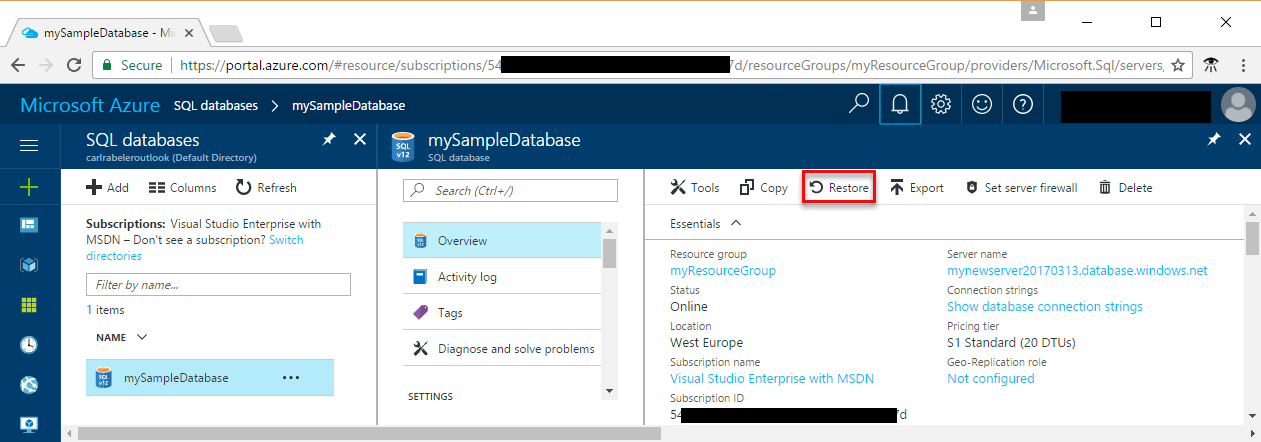 mySampleDatabase - Mi
Secure
https://portal.azure.com/#resource/subscriptions/54 7d/resourceGroups/myResourceGroup/providers/Microsoft.Sql/servers
Microsoft Azure SQL databases > mySampleDatabase
SQL databases
carlrabeleroutlook (Default Directory)
Add Columns Refresh
Subscriptions: Visual Studio Enterprise with
MSDN – Don't see a subscription? Switch
directories
Filter by name...
1 items
NAME
SQL
v12
mySampleDatabase ...
SQL
v12
mySampleDatabase
SQL database
Search (Ctrl+/)
SQL
Overview
Activity log
Tags
Diagnose and solve problems
SETTINGS
Tools Copy Restore Export Set server firewall Delete
Essentials
Resource group
myResourceGroup
Status
Online
Location
West Europe
Subscription name
Visual Studio Enterprise with MSDN
Subscription ID
54 7d
Server name
mynewserver20170313.database.windows.net
Connection strings
Show database connection strings
Pricing tier
S1 Standard (20 DTUs)
Geo-Replication role
Not configured